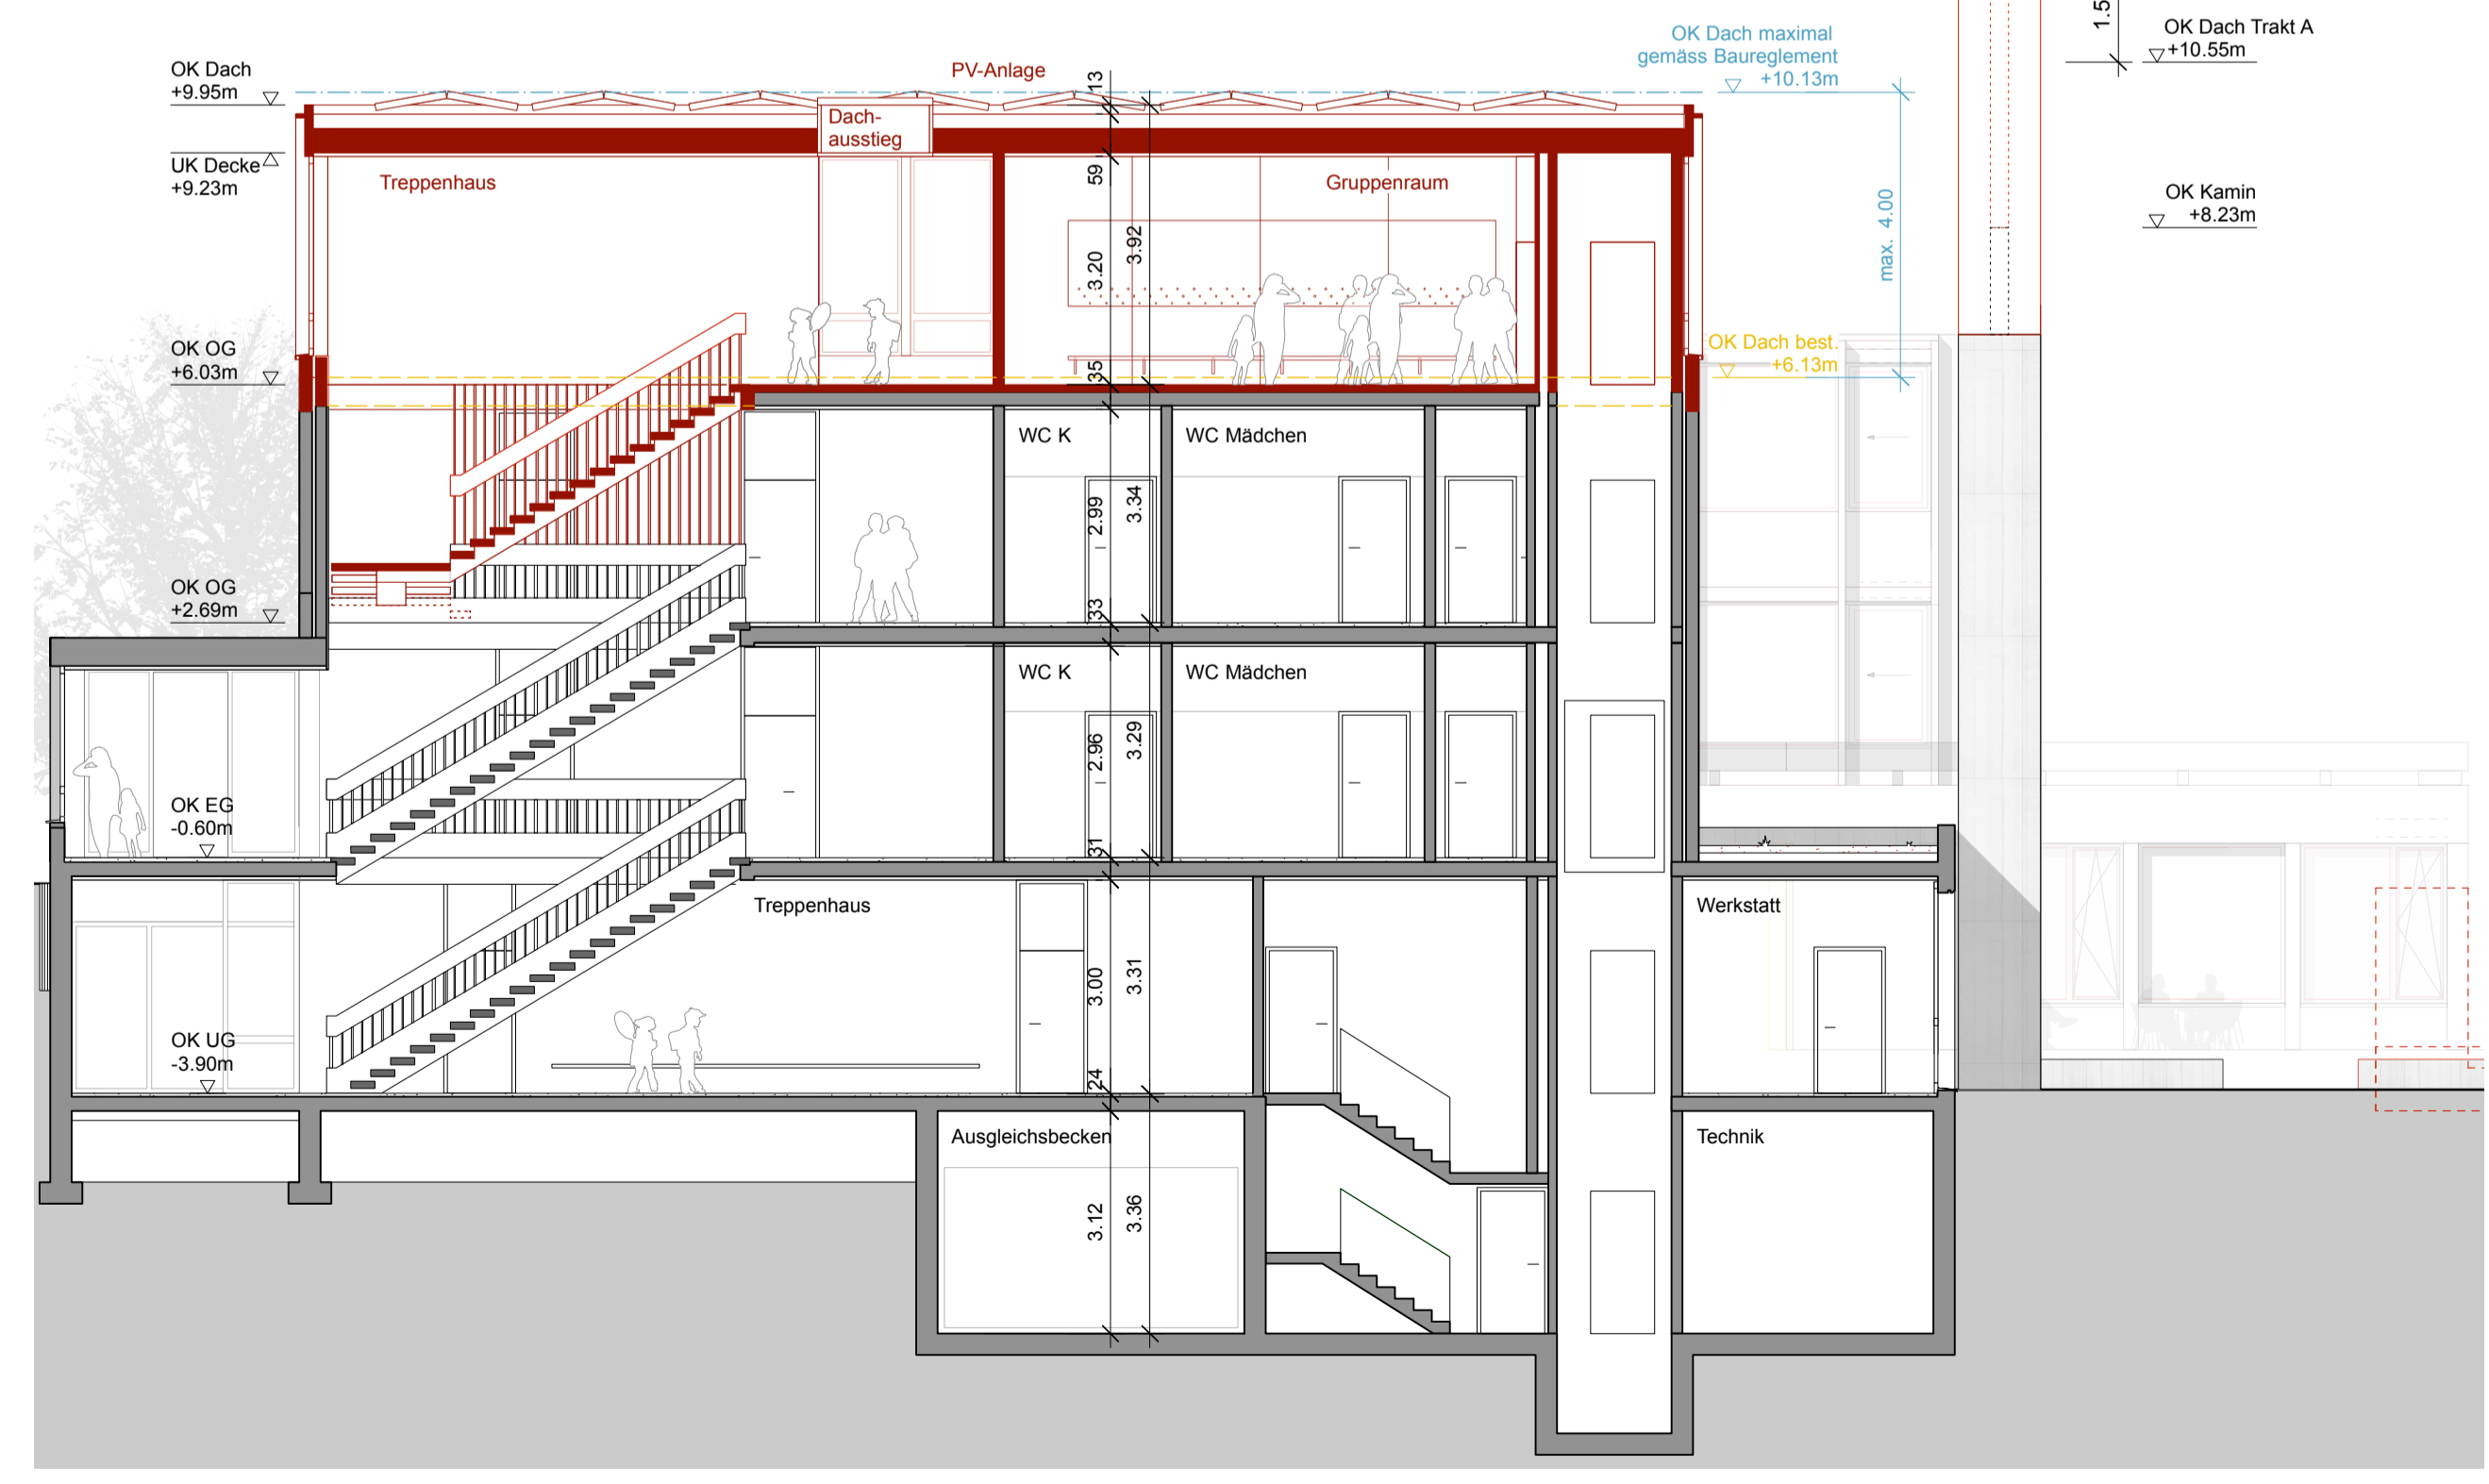 1.5
OK Dach Trakt A
+10.55m
OK Dach maximal
gemäss Baureglement
+10.13m
OK Dach
+9.95m
PV-Anlage
13
Dach-
ausstieg
UK Decke
+9.23m
Treppenhaus
59
Gruppenraum
OK Kamin
+8.23m
max. 4.00
3.20
3.92
OK Dach best.
+6.13m
OK OG
+6.03m
35
WC K
WC Mädchen
2.99
3.34
OK OG
+2.69m
33
WC K
WC Mädchen
2.96
3.29
OK EG
-0.60m
31
Treppenhaus
Werkstatt
3.00
3.31
OK UG
-3.90m
24
Ausgleichsbecken
Technik
3.12
3.36